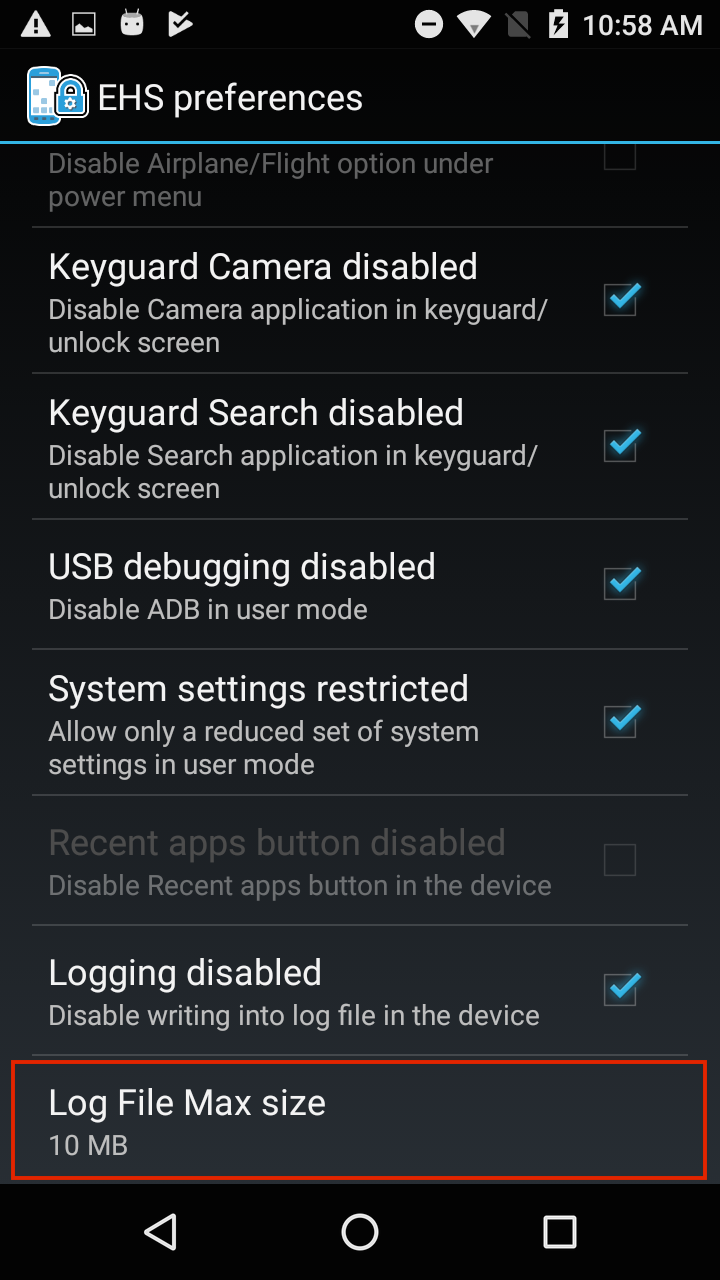 10:58 AM
EHS preferences
Disable Airplane/Flight option under
power menu
Keyguard Camera disabled
Disable Camera application in keyguard/
unlock screen
Keyguard Search disabled
Disable Search application in keyguard/
unlock screen
USB debugging disabled
Disable ADB in user mode
System settings restricted
Allow only a reduced set of system
settings in user mode
Recent apps button disabled
Disable Recent apps button in the device
Logging disabled
Disable writing into log file in the device
Log File Max size
10 MB